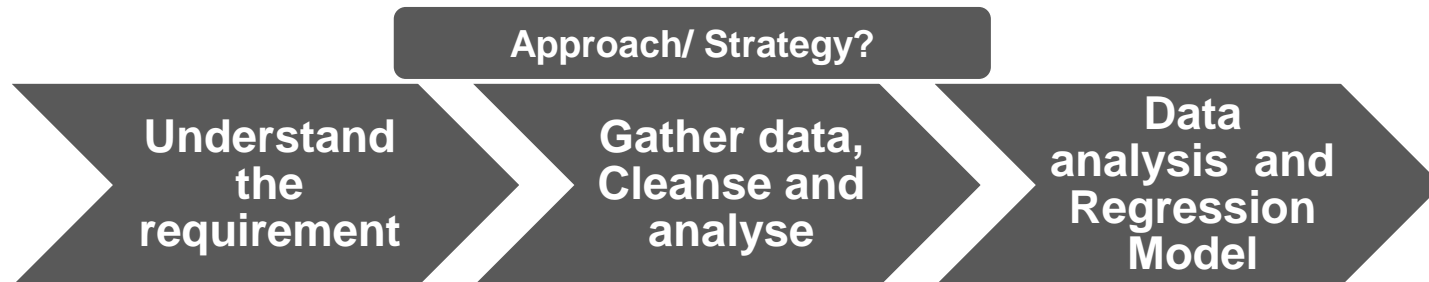 Approach/ Strategy?
Understand
the
requirement
Gather data,
Cleanse and
analyse
Data
analysis and
Regression
Model